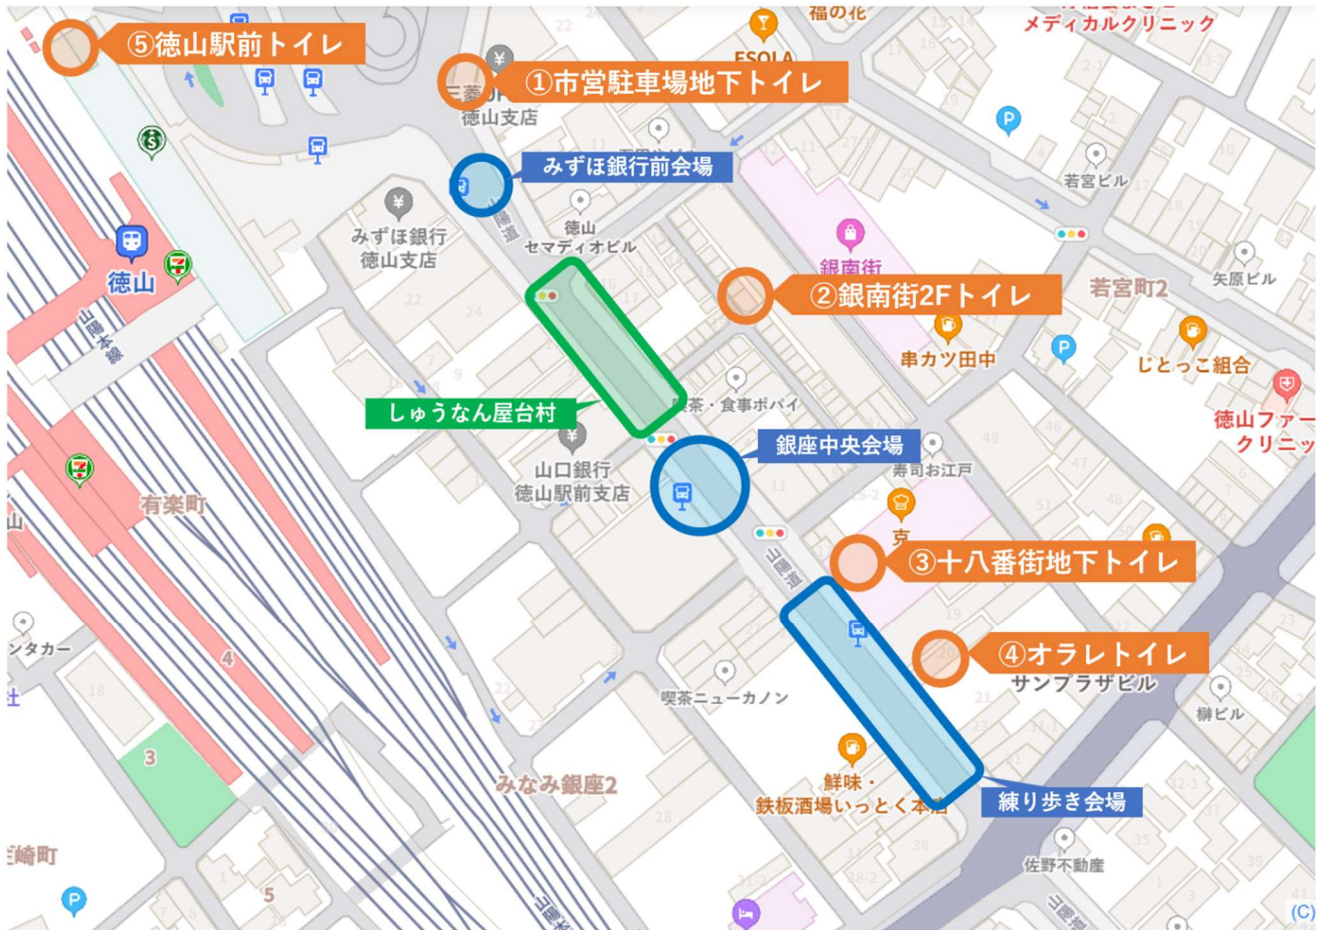 福の花
メディカルクリニック
⑤徳山駅前トイレ
ESOLA
①市営駐車場地下トイレ
徳山支店
みずほ銀行前会場
若宮ビル
みずほ銀行
徳山支店
山陽道
徳山
セマディオビル
銀南街
矢原ビル
若宮町2
徳山
②銀南街2Fトイレ
山陽本線
串カツ田中
じとっこ組合
しゅうなん屋台村
喫茶・食事ポパイ
徳山ファー
クリニッ
銀座中央会場
寿司お江戸
山口銀行
徳山駅前支店
有楽町
克
③十八番街地下トイレ
山陽道
④オラレトイレ
サンプラザビル
ンタカー
喫茶ニューカノン
榊ビル
みなみ銀座2
鮮味・
鉄板酒場いっとく本店
練り歩き会場
佐野不動産
山陽道
3
4
5
(C)